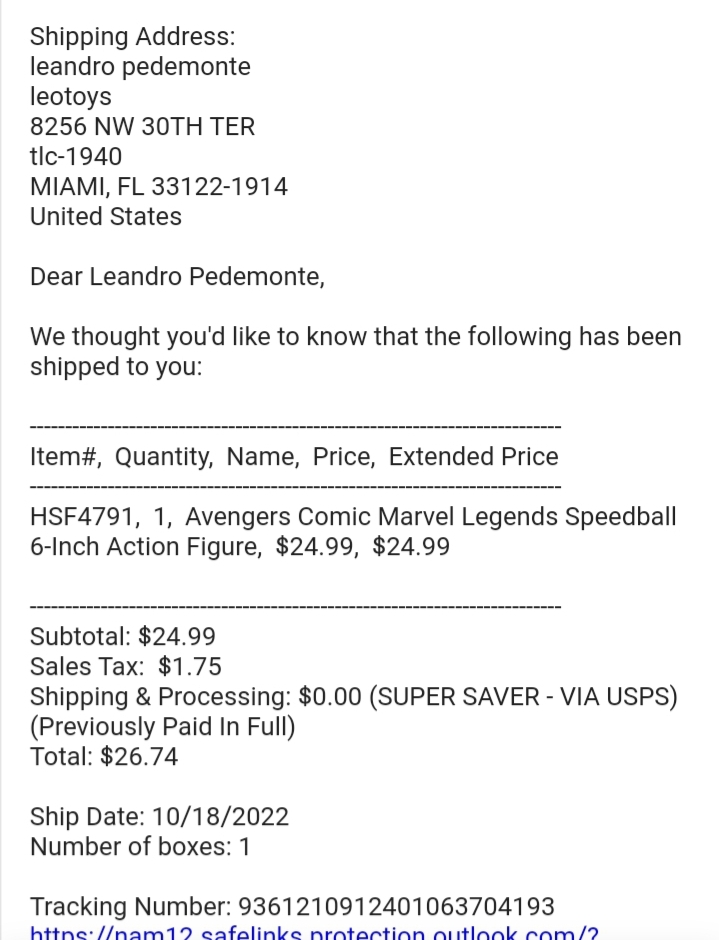 Shipping Address:
leandro pedemonte
leotoys
8256 NW 30TH TER
tlc-1940
MIAMI, FL 33122-1914
United States
Dear Leandro Pedemonte,
We thought you'd like to know that the following has been
shipped to you:
----------------------------------------------------------------------------
Item#,  Quantity,  Name,  Price,  Extended Price
----------------------------------------------------------------------------
HSF4791,  1,  Avengers Comic Marvel Legends Speedball
6-Inch Action Figure,  $24.99,  $24.99
----------------------------------------------------------------------------
Subtotal: $24.99
Sales Tax:  $1.75
Shipping & Processing: $0.00 (SUPER SAVER - VIA USPS)
(Previously Paid In Full)
Total: $26.74
Ship Date: 10/18/2022
Number of boxes: 1
Tracking Number: 9361210912401063704193
https://nam12.safelinks.protection.outlook.com/?